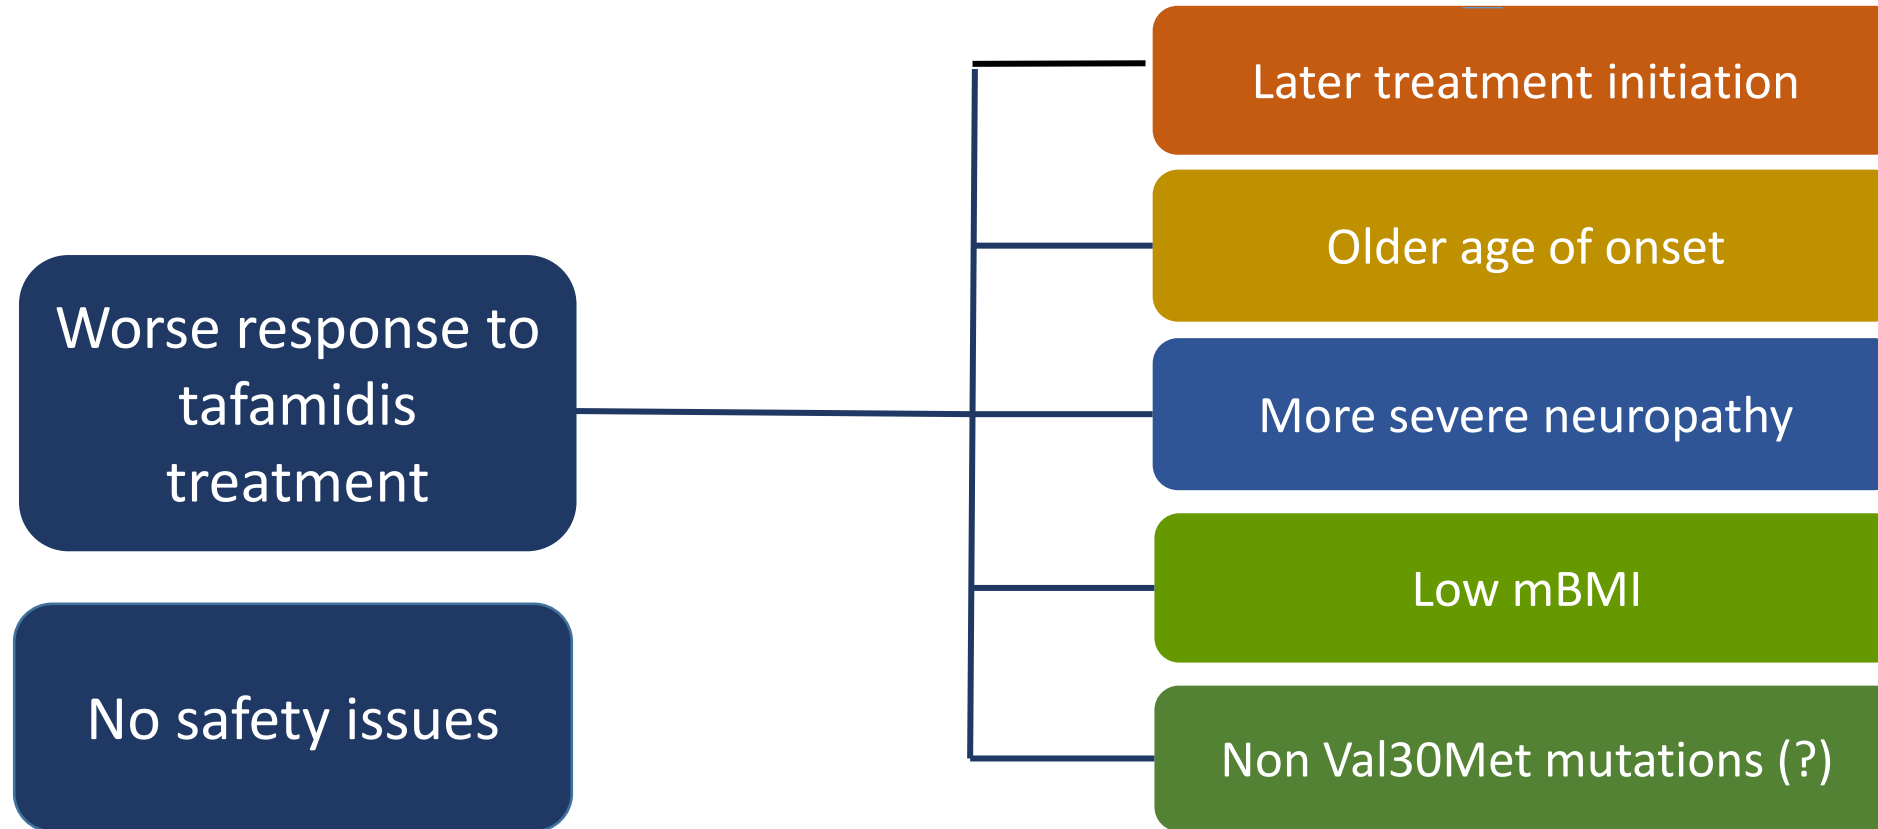 Worse response to
tafamidis
treatment
No safety issues
Later treatment initiation
Older age of onset
More severe neuropathy
Low mBMI
Non Val30Met mutations (?)